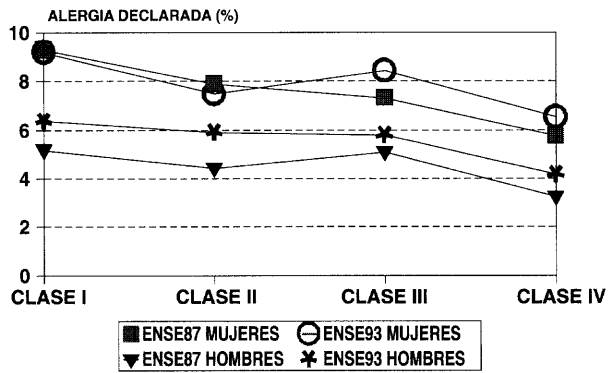 ALERGIA DECLARADA (%)
10
8
6
4
2
0
CLASE I CLASE II CLASE III CLASE IV
ENSE87 MUJERES ENSE93 MUJERES
ENSE87 HOMBRES ENSE93 HOMBRES